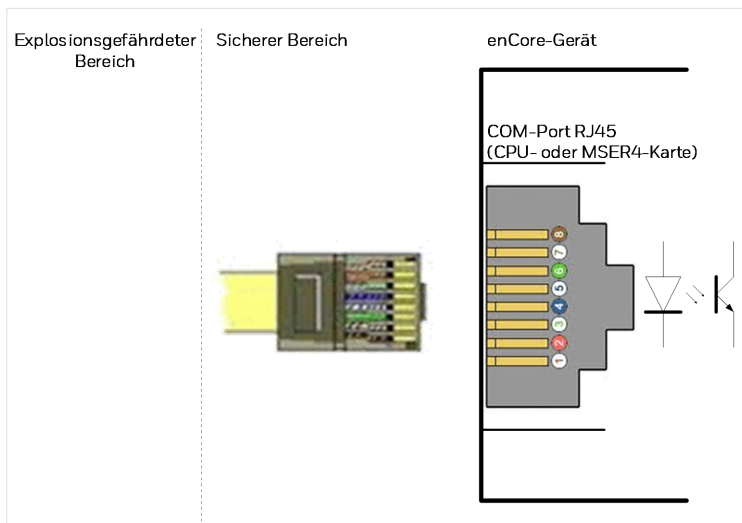 Explosionsgefährdeter
Bereich
Sicherer Bereich
enCore-Gerät
COM-Port RJ45
(CPU- oder MSER4-Karte)
8
7
6
5
4
3
2
1